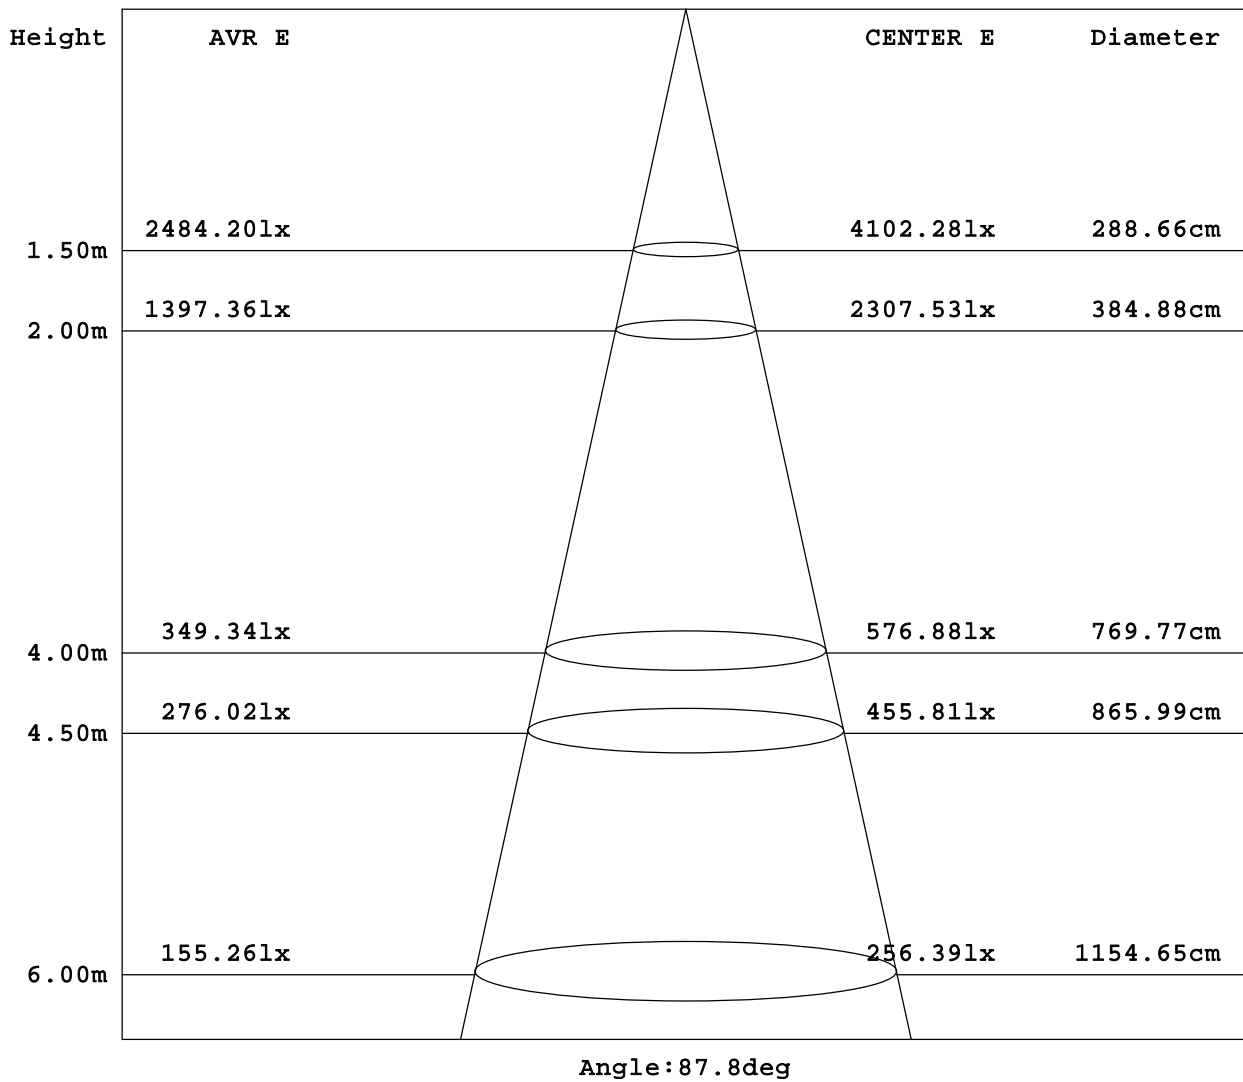 Height AVR E CENTER E Diameter
2484.20lx 4102.28lx 288.66cm
1.50m
1397.36lx 2307.53lx 384.88cm
2.00m
349.34lx 576.88lx 769.77cm
4.00m
276.02lx 455.81lx 865.99cm
4.50m
155.26lx 256.39lx 1154.65cm
6.00m
Angle:87.8deg